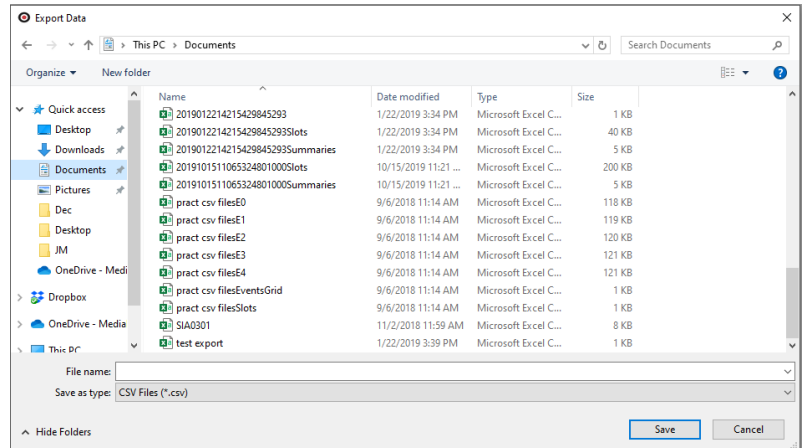 Export Data
This PC > Documents
Search Documents
Organize
New folder
Name Date modified Type Size
Quick access
Desktop
Downloads
Documents
Pictures
Dec
Desktop
JM
OneDrive - Medi
Dropbox
OneDrive - Media
This PC
2019012214215429845293 1/22/2019 3:34 PM Microsoft Excel C... 1 KB
2019012214215429845293Slots 1/22/2019 3:34 PM Microsoft Excel C... 40 KB
2019012214215429845293Summaries 1/22/2019 3:34 PM Microsoft Excel C... 5 KB
2019101511065324801000Slots 10/15/2019 11:21 ... Microsoft Excel C... 200 KB
2019101511065324801000Summaries 10/15/2019 11:21 ... Microsoft Excel C... 5 KB
pract csv filesE0 9/6/2018 11:14 AM Microsoft Excel C... 118 KB
pract csv filesE1 9/6/2018 11:14 AM Microsoft Excel C... 119 KB
pract csv filesE2 9/6/2018 11:14 AM Microsoft Excel C... 120 KB
pract csv filesE3 9/6/2018 11:14 AM Microsoft Excel C... 121 KB
pract csv filesE4 9/6/2018 11:14 AM Microsoft Excel C... 121 KB
pract csv filesEventsGrid 9/6/2018 11:14 AM Microsoft Excel C... 1 KB
pract csv filesSlots 9/6/2018 11:14 AM Microsoft Excel C... 1 KB
SIA0301 11/2/2018 11:59 AM Microsoft Excel C... 8 KB
test export 1/22/2019 3:39 PM Microsoft Excel C... 1 KB
File name:
Save as type: CSV Files (*.csv)
Hide Folders
Save
Cancel